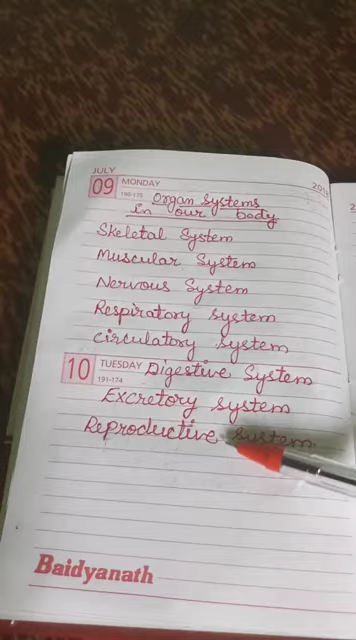 JULY
09 MONDAY
190-175 Organ Systems
in our body
Skeletal System
Muscular System
Nervous System
Respiratory system
circulatory system
10 TUESDAY Digestive System
191-174
Excretory system
Reproductive system
Baidyanath